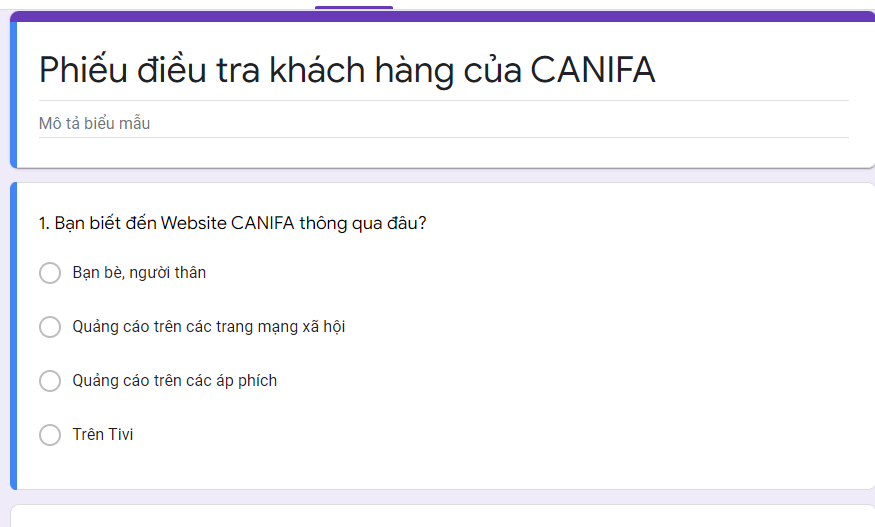 Phiếu điều tra khách hàng của CANIFA
Mô tả biểu mẫu
1. Bạn biết đến Website CANIFA thông qua đâu?
Bạn bè, người thân
Quảng cáo trên các trang mạng xã hội
Quảng cáo trên các áp phích
Trên Tivi